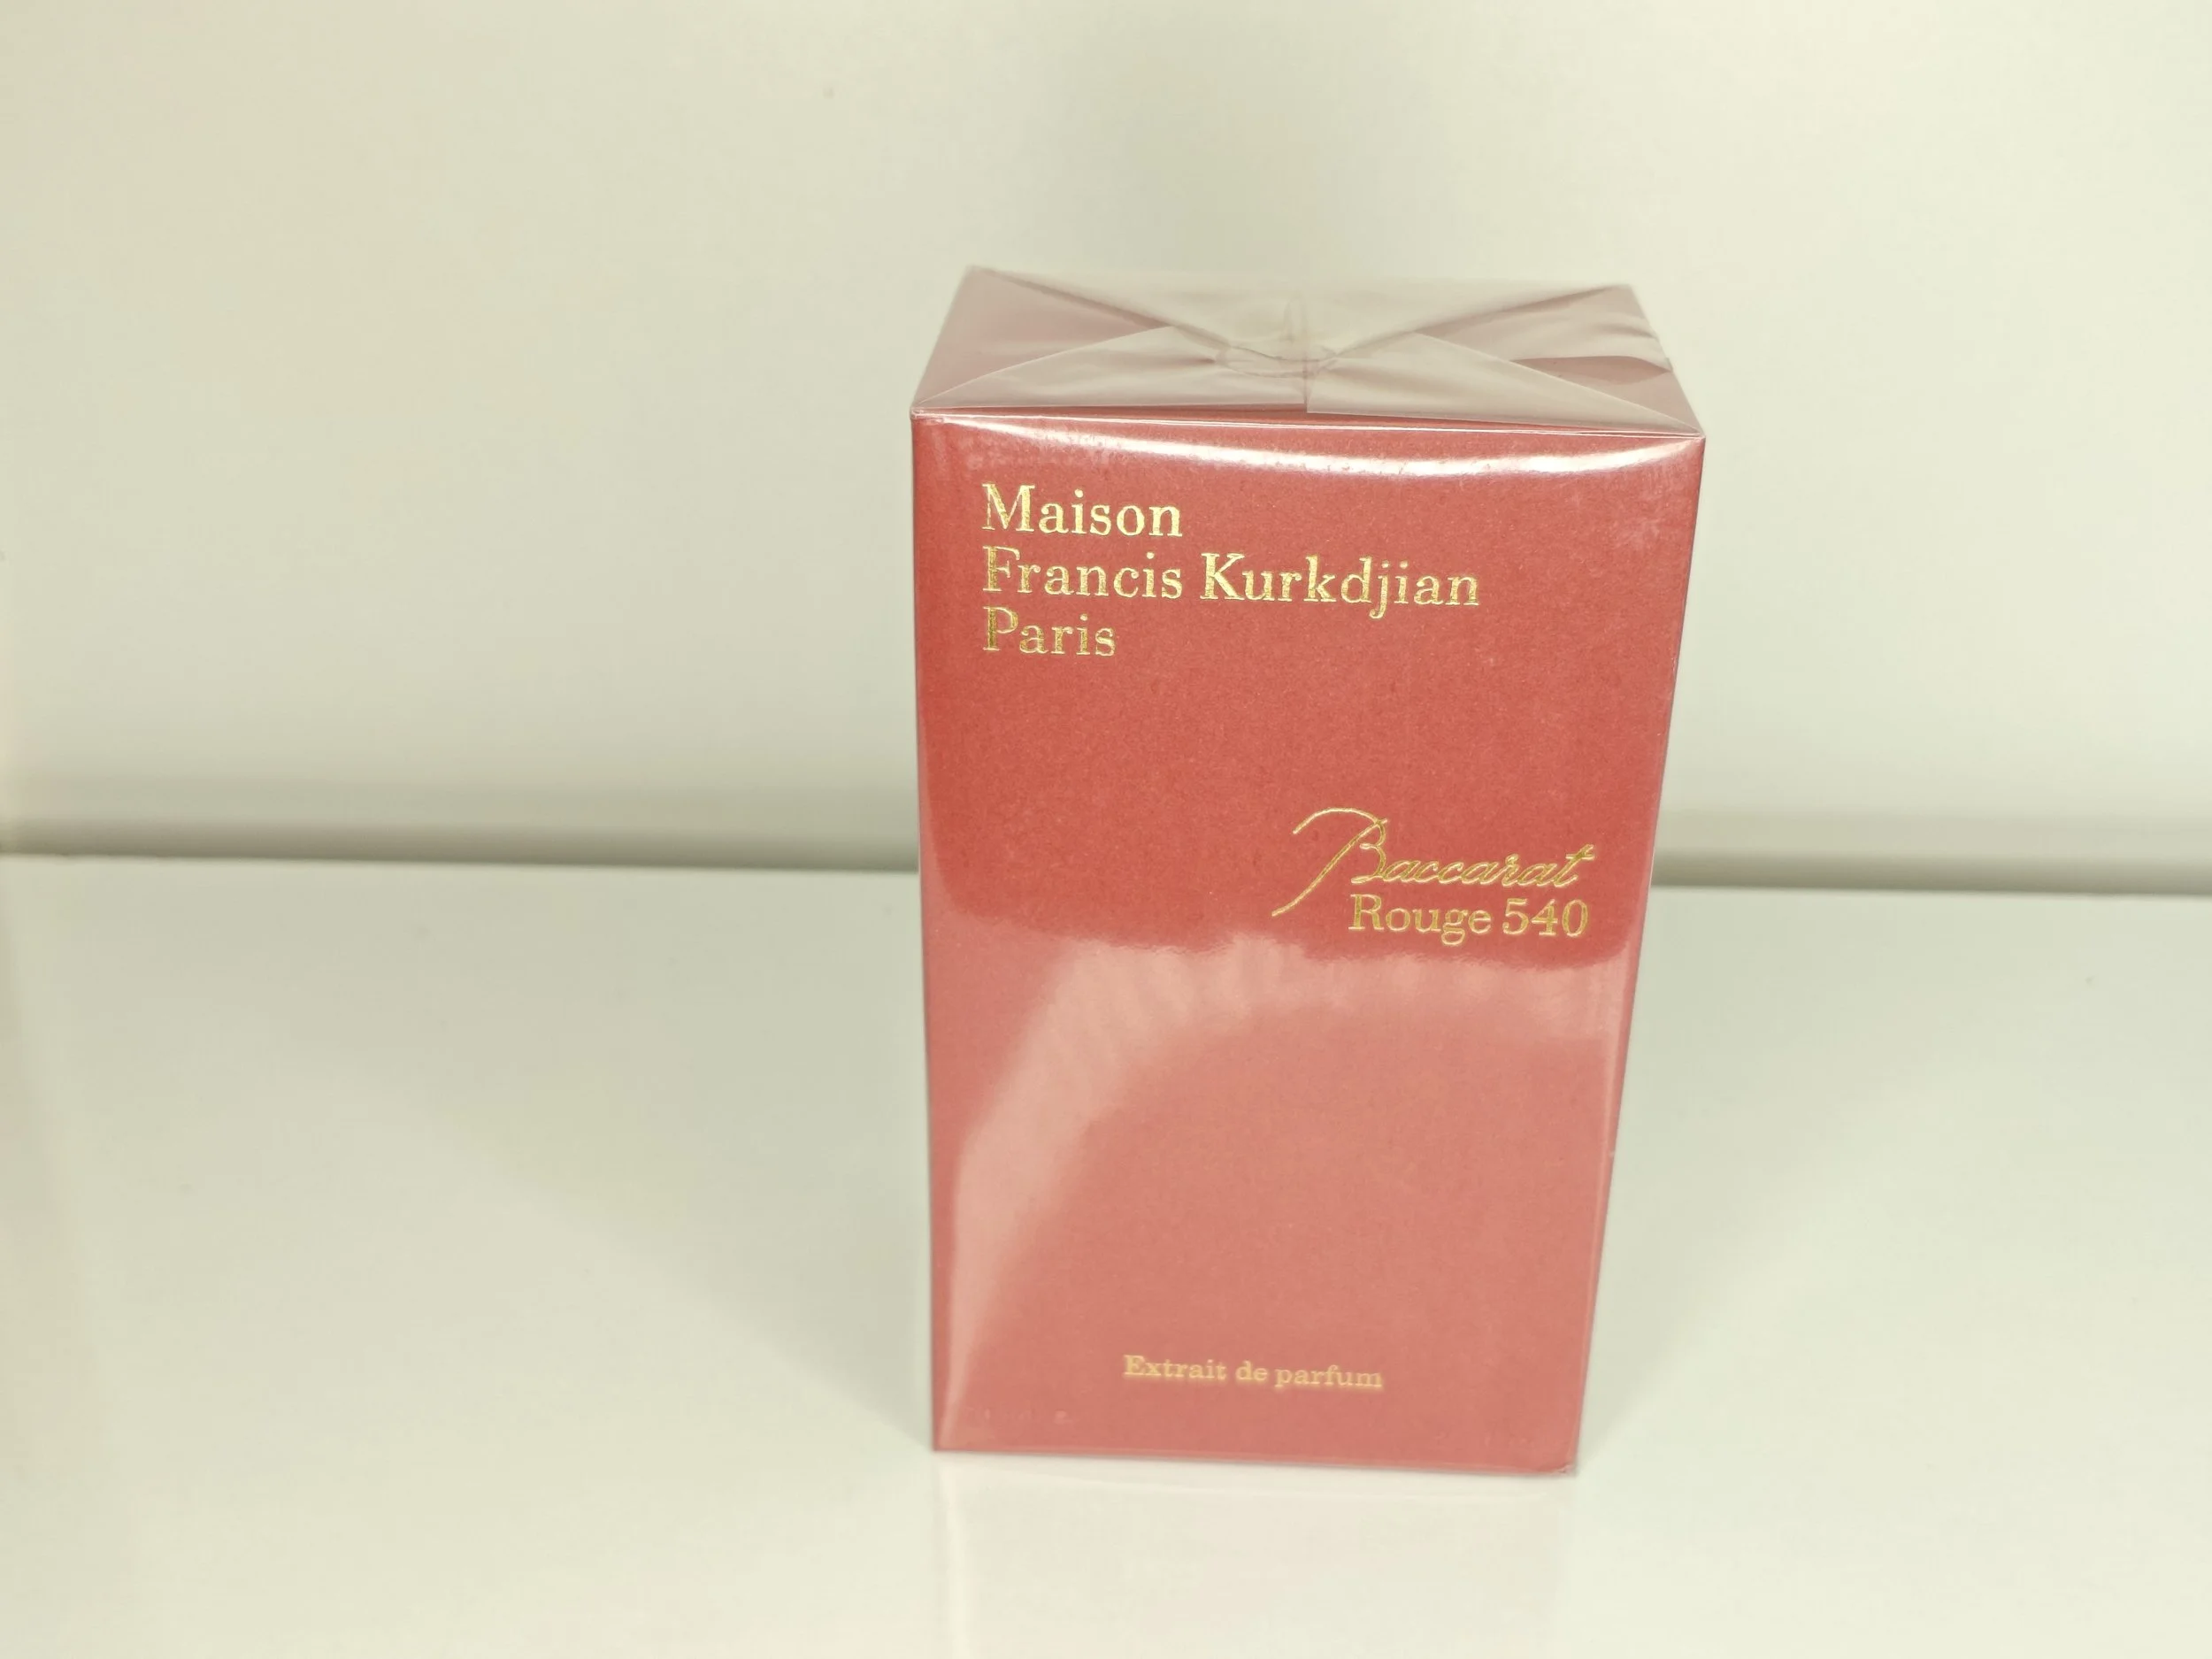 Maison
Francis Kurkdjian
Paris
Baccarat
Rouge 540
Extrait de parfum